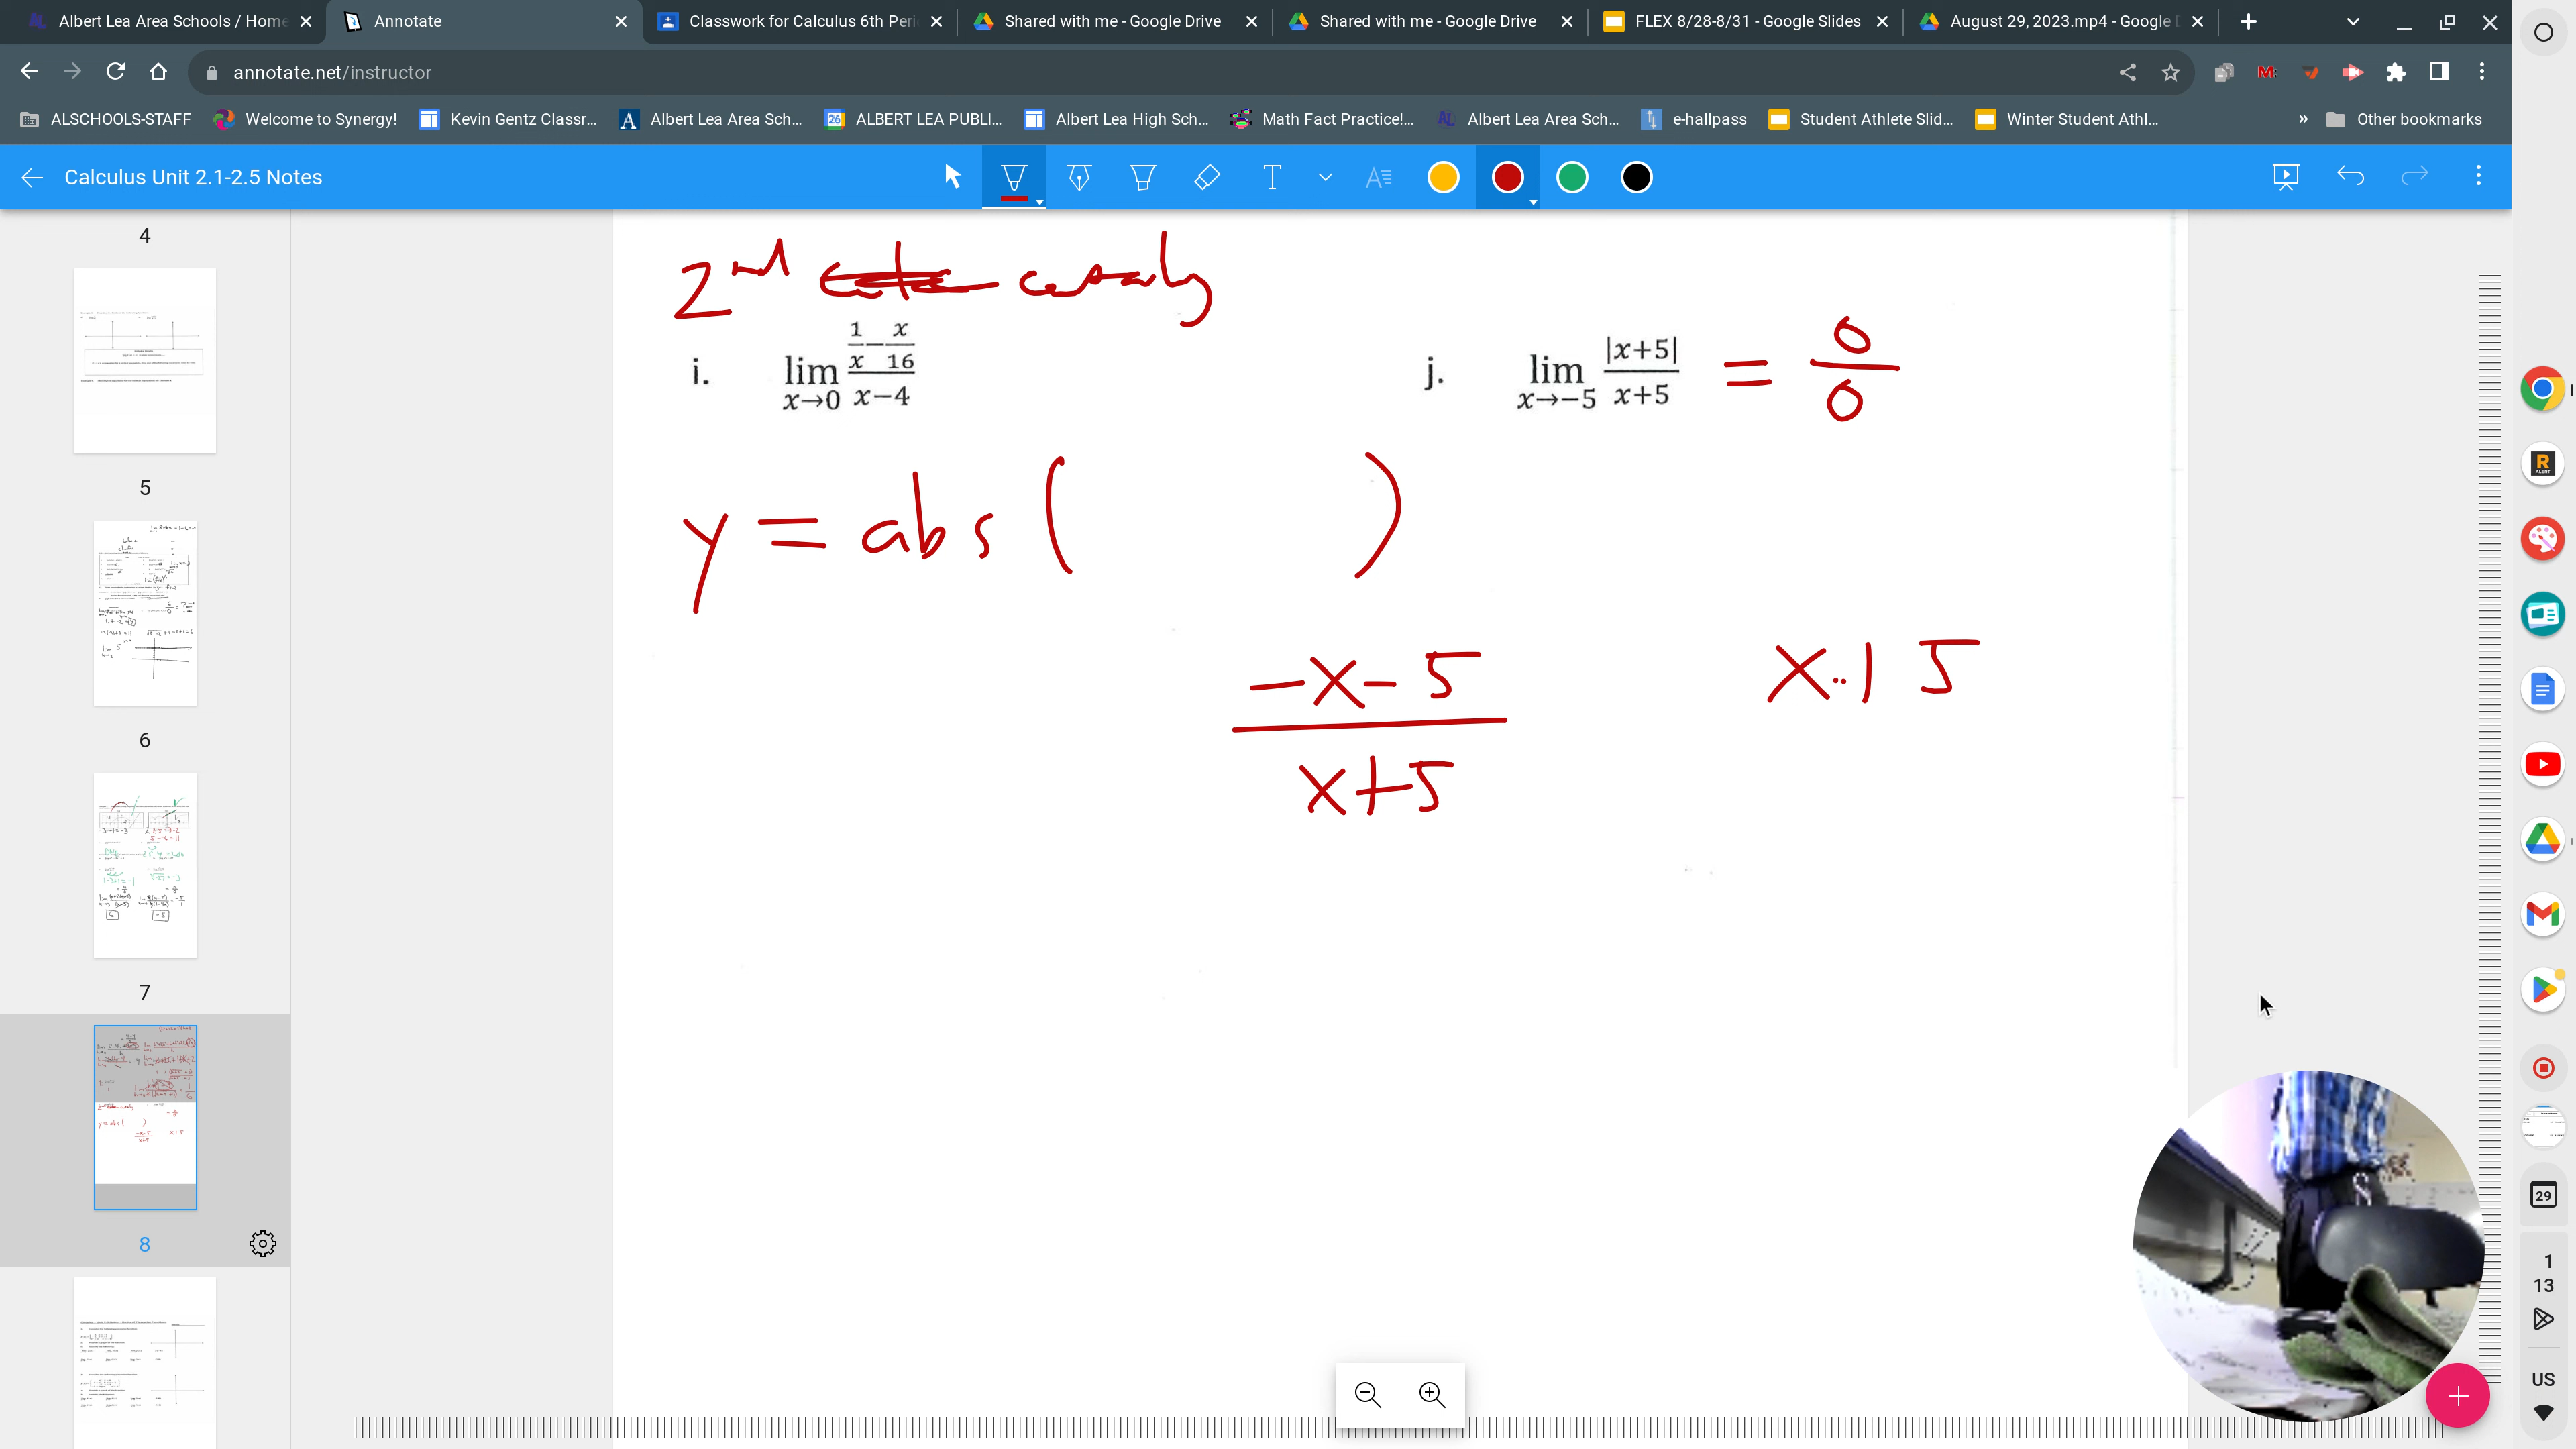 Albert Lea Area Schools / Home
Annotate
Classwork for Calculus 6th Peri
Shared with me - Google Drive
Shared with me - Google Drive
FLEX 8/28-8/31 - Google Slides
August 29, 2023.mp4 - Google D
annotate.net/instructor
ALSCHOOLS-STAFF
Welcome to Synergy!
Kevin Gentz Classr...
Albert Lea Area Sch...
ALBERT LEA PUBLI...
Albert Lea High Sch...
Math Fact Practice!...
Albert Lea Area Sch...
e-hallpass
Student Athlete Slid...
Winter Student Athl...
» Other bookmarks
Calculus Unit 2.1-2.5 Notes
4
5
6
7
8
2nd
i. lim x→0 (1/x − x/16)/(x−4)
j. lim x→−5 |x+5|/(x+5) = 0/0
y = abs ( )
−x− 5
x+5
29
1
13
US